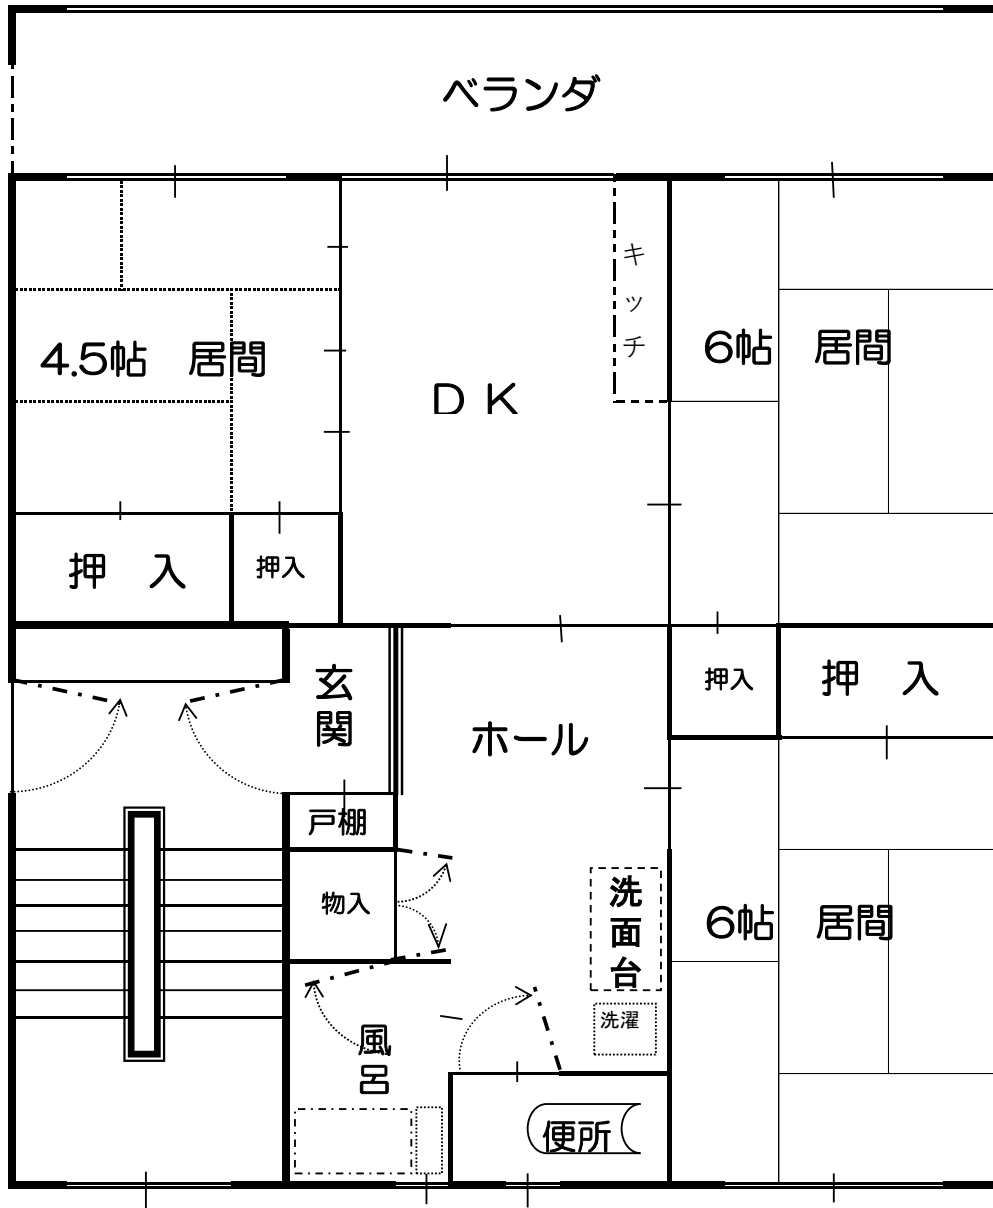 ベランダ
キッチ
4.5帖 居間
6帖 居間
DK
押 入
押入
玄関
押入
押 入
ホール
戸棚
物入
洗面台
6帖 居間
洗濯
風呂
便所